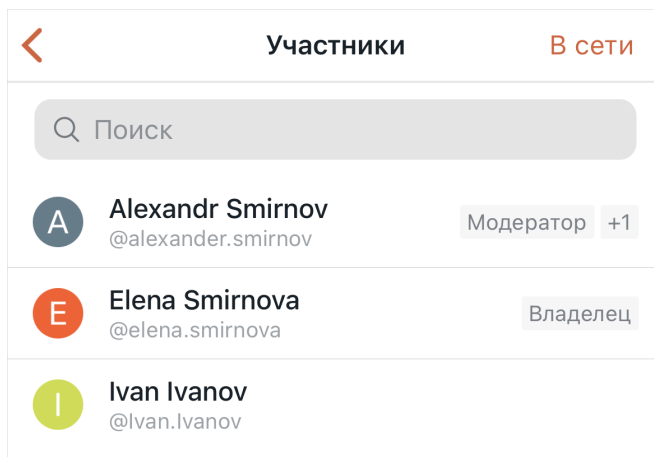 Участники В сети
Поиск
A Alexandr Smirnov Модератор +1
@alexander.smirnov
E Elena Smirnova Владелец
@elena.smirnova
I Ivan Ivanov
@Ivan.Ivanov